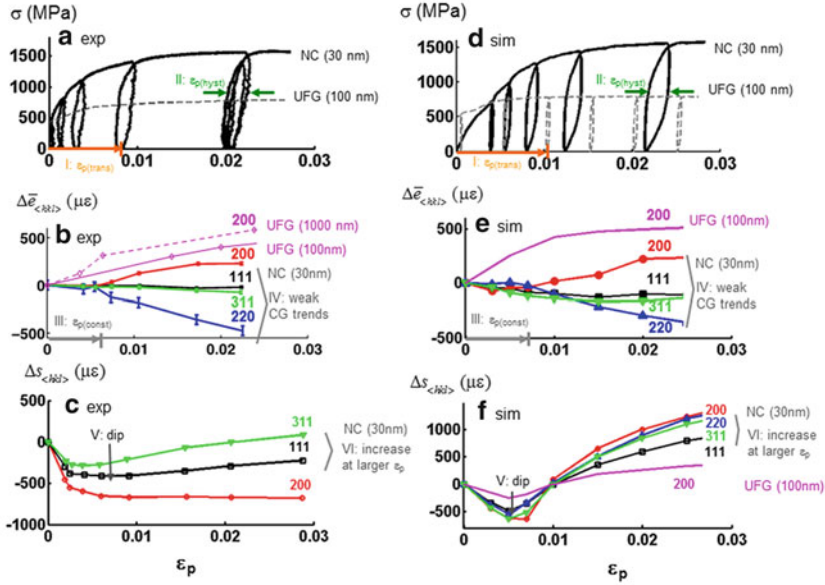 σ (MPa)
a exp
NC (30 nm)
II: εp(hyst)
UFG (100 nm)
I: εp(trans)
1500
1000
500
0
0
0.01
0.02
0.03
σ (MPa)
d sim
NC (30 nm)
II: εp(hyst)
UFG (100 nm)
I: εp(trans)
1500
1000
500
0
0
0.01
0.02
0.03
Δē<hkl> (με)
b exp
200
UFG (1000 nm)
UFG (100nm)
200
111
311
220
NC (30nm)
IV: weak
CG trends
III: εp(const)
500
0
-500
0
0.01
0.02
0.03
Δē<hkl> (με)
e sim
200
UFG (100nm)
200
111
311
220
NC (30nm)
IV: weak
CG trends
III: εp(const)
500
0
-500
0
0.01
0.02
0.03
Δs<hkl> (με)
c exp
V: dip
311
111
200
NC (30nm)
VI: increase
at larger εp
500
0
-500
-1000
0
0.01
0.02
0.03
εp
Δs<hkl> (με)
f sim
V: dip
200
220
311
111
NC (30nm)
VI: increase
at larger εp
200
UFG (100nm)
1000
500
0
-500
0
0.01
0.02
0.03
εp